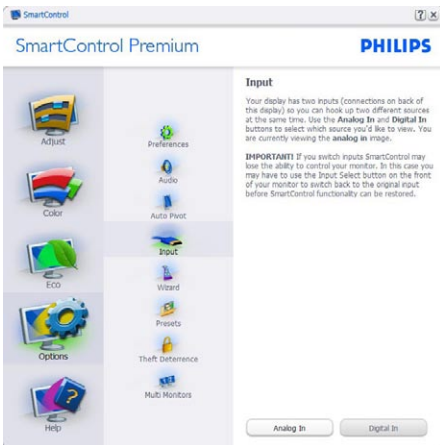 SmartControl
SmartControl Premium
PHILIPS
Adjust
Color
Eco
Options
Help
Preferences
Audio
Auto Pivot
Input
Wizard
Presets
Theft Deterrence
Multi Monitors
Input
Your display has two inputs (connections on back of
this display) so you can hook up two different sources
at the same time. Use the Analog In and Digital In
buttons to select which source you'd like to view. You
are currently viewing the analog in image.
IMPORTANT! If you switch inputs SmartControl may
lose the ability to control your monitor. In this case you
may have to use the Input Select button on the front
of your monitor to switch back to the original input
before SmartControl functionality can be restored.
Analog In
Digital In